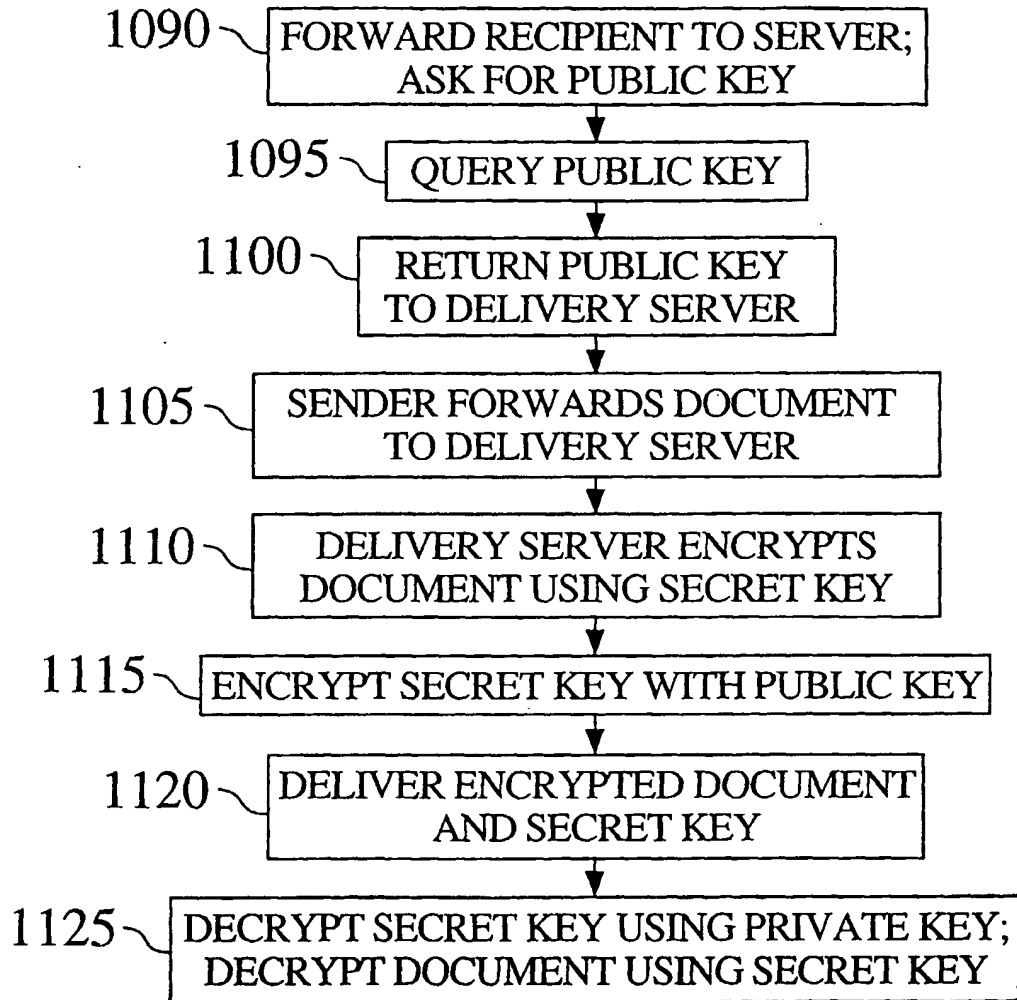 1090
FORWARD RECIPIENT TO SERVER;
ASK FOR PUBLIC KEY
1095
QUERY PUBLIC KEY
1100
RETURN PUBLIC KEY
TO DELIVERY SERVER
1105
SENDER FORWARDS DOCUMENT
TO DELIVERY SERVER
1110
DELIVERY SERVER ENCRYPTS
DOCUMENT USING SECRET KEY
1115
ENCRYPT SECRET KEY WITH PUBLIC KEY
1120
DELIVER ENCRYPTED DOCUMENT
AND SECRET KEY
1125
DECRYPT SECRET KEY USING PRIVATE KEY;
DECRYPT DOCUMENT USING SECRET KEY